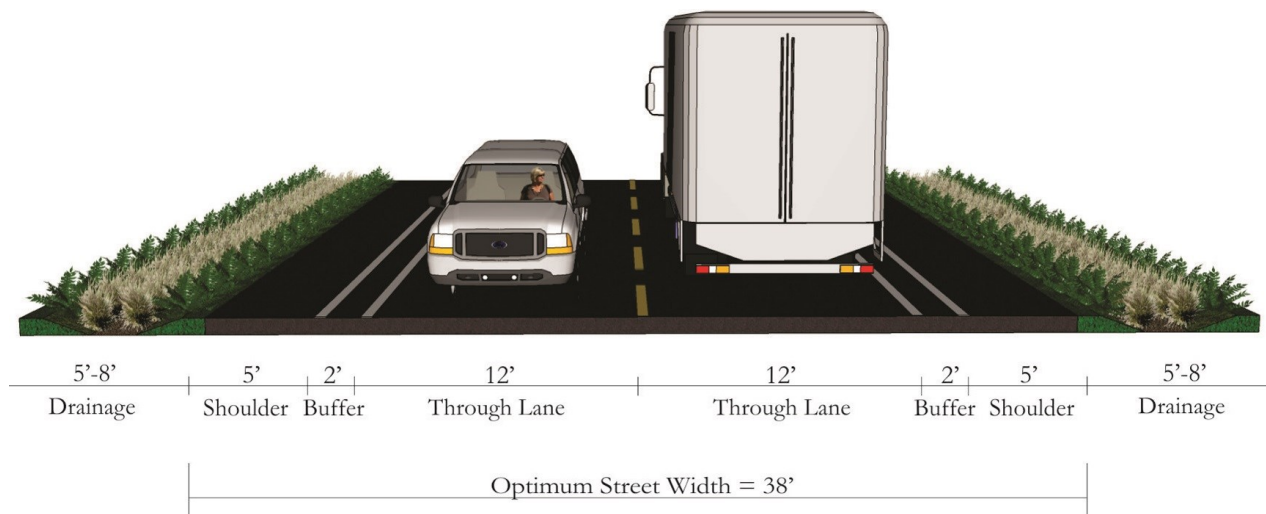 5’-8’ 5’ 2’ 12’ 12’ 2’ 5’ 5’-8’
Drainage Shoulder Buffer Through Lane Through Lane Buffer Shoulder Drainage
Optimum Street Width = 38’